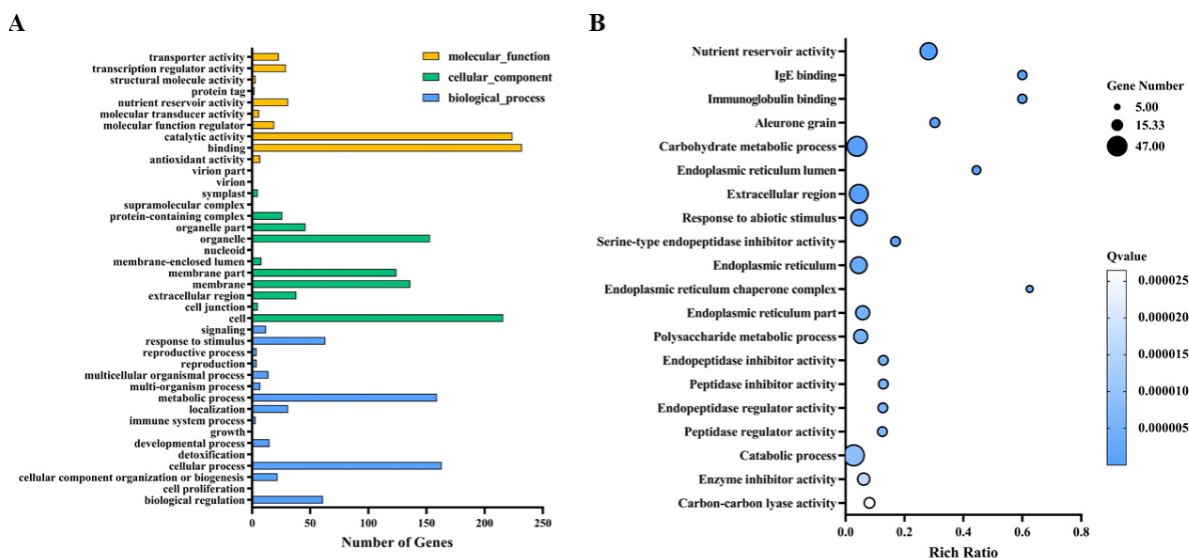 A
transporter activity
transcription regulator activity
structural molecule activity
protein tag
nutrient reservoir activity
molecular transducer activity
molecular function regulator
catalytic activity
binding
antioxidant activity
virion part
virion
symplast
supramolecular complex
protein-containing complex
organelle part
organelle
nucleoid
membrane-enclosed lumen
membrane part
membrane
extracellular region
cell junction
cell
signaling
response to stimulus
reproductive process
reproduction
multicellular organismal process
multi-organism process
metabolic process
localization
immune system process
growth
developmental process
detoxification
cellular process
cellular component organization or biogenesis
cell proliferation
biological regulation
molecular_function
cellular_component
biological_process
0 50 100 150 200 250
Number of Genes
B
Nutrient reservoir activity
IgE binding
Immunoglobulin binding
Aleurone grain
Carbohydrate metabolic process
Endoplasmic reticulum lumen
Extracellular region
Response to abiotic stimulus
Serine-type endopeptidase inhibitor activity
Endoplasmic reticulum
Endoplasmic reticulum chaperone complex
Endoplasmic reticulum part
Polysaccharide metabolic process
Endopeptidase inhibitor activity
Peptidase inhibitor activity
Endopeptidase regulator activity
Peptidase regulator activity
Catabolic process
Enzyme inhibitor activity
Carbon-carbon lyase activity
0.0 0.2 0.4 0.6 0.8
Rich Ratio
Gene Number
5.00
15.33
47.00
Qvalue
0.000025
0.000020
0.000015
0.000010
0.000005